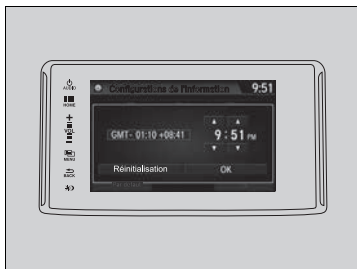 AUDIO
HOME
+
VOL
MENU
BACK
Configurations de l'Information 9:51
GMT- 01:10 +08:41
9 : 51 PM
Réinitialisation OK